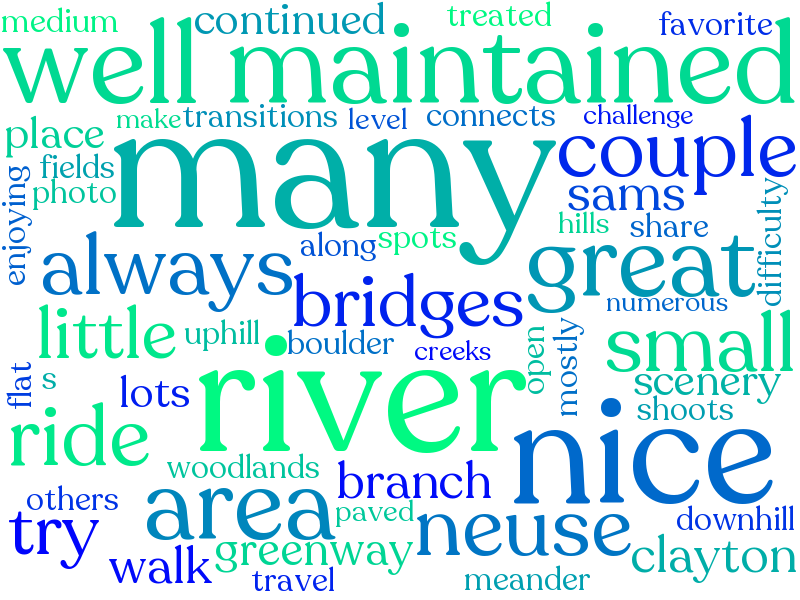 medium
continued
treated
favorite
well maintained
place
make
transitions
level
connects
challenge
many
couple
fields
photo
enjoying
sams
hills
share
difficulty
always
along
spots
great
bridges
numerous
little
uphill
boulder
creeks
open
mostly
small
flat
s
lots
river
scenery
shoots
ride
nice
woodlands
branch
others
area
paved
neuse
downhill
try
walk
greenway
travel
meander
clayton